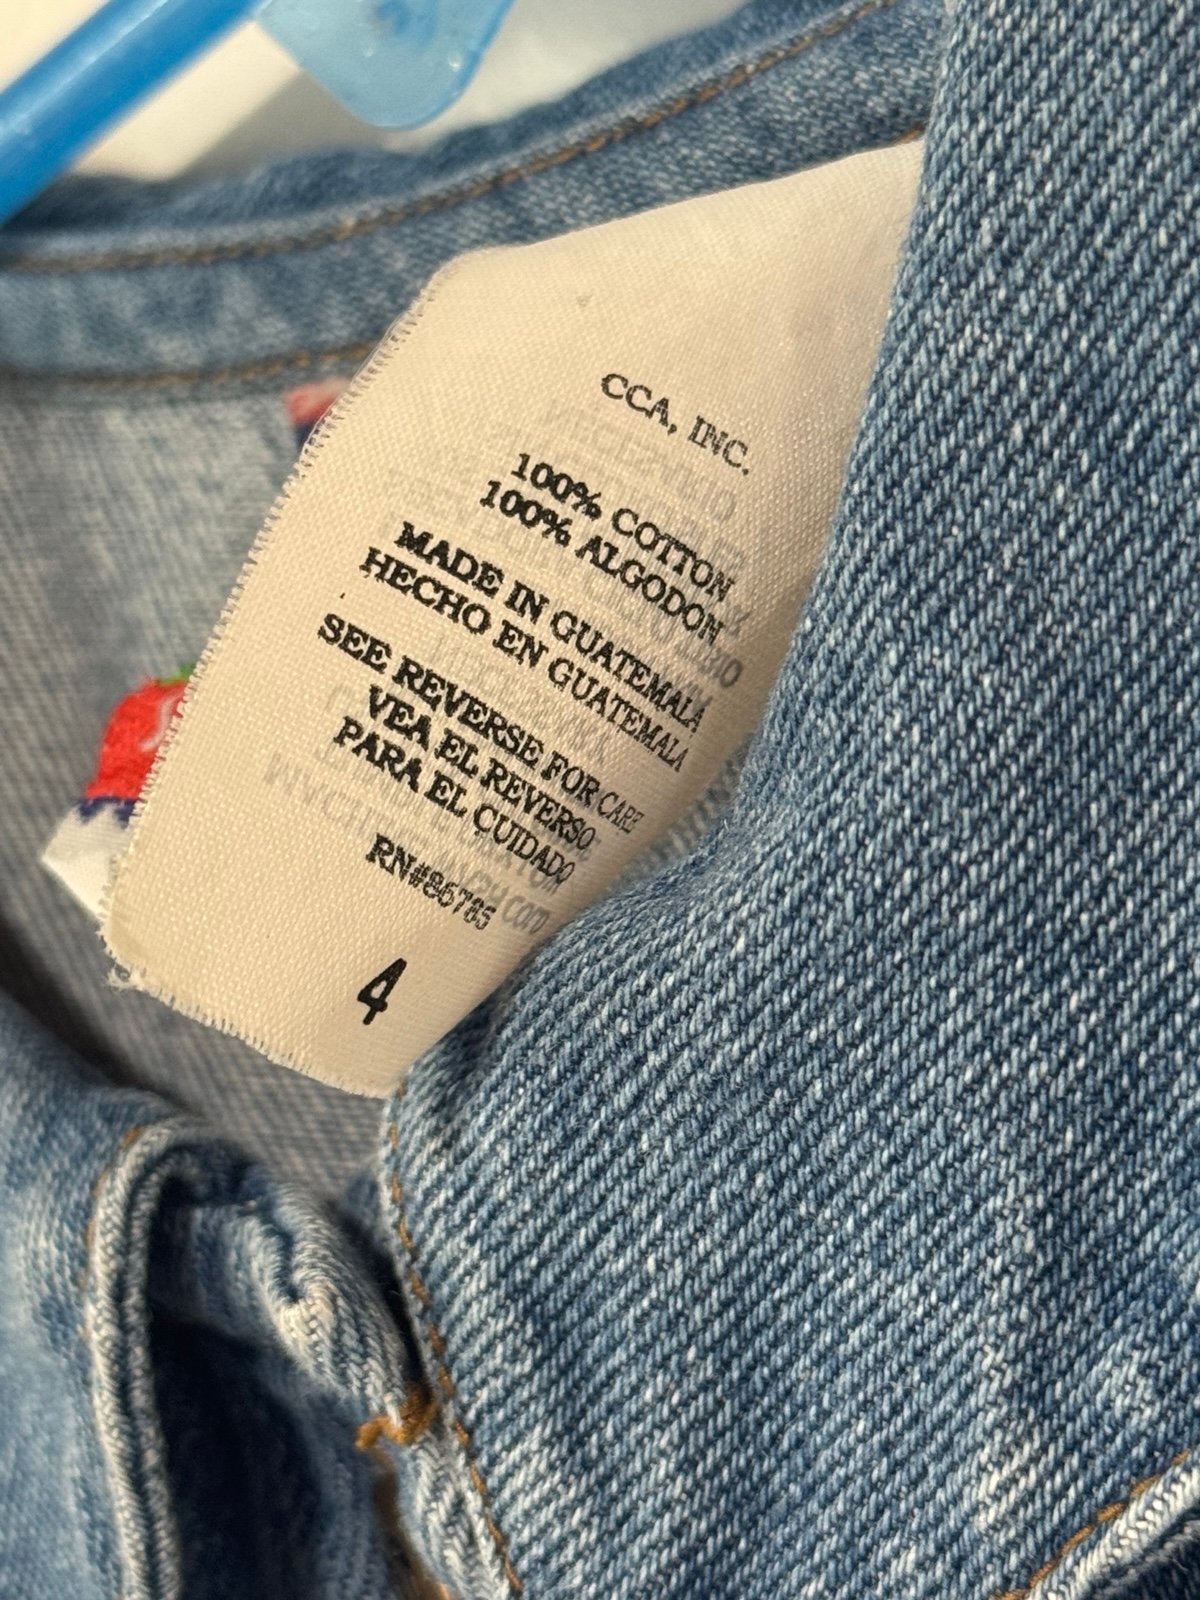 CCA, INC.
100% COTTON
100% ALGODON
MADE IN GUATEMALA
HECHO EN GUATEMALA
SEE REVERSE FOR CARE
VEA EL REVERSO
PARA EL CUIDADO
RN#86785
4